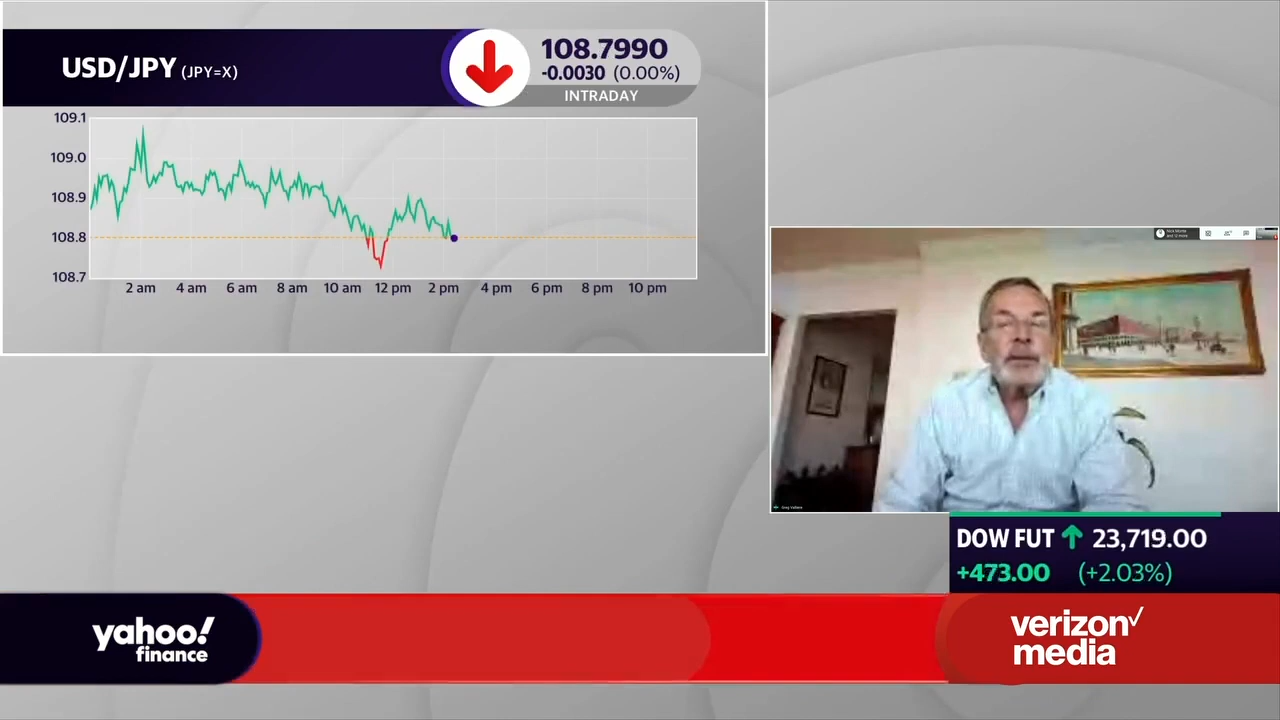 USD/JPY (JPY=X)
108.7990
-0.0030 (0.00%)
INTRADAY
109.1
109.0
108.9
108.8
108.7
2 am 4 am 6 am 8 am 10 am 12 pm 2 pm 4 pm 6 pm 8 pm 10 pm
Greg Valliere
DOW FUT 23,719.00
+473.00 (+2.03%)
yahoo!
finance
verizon✓
media